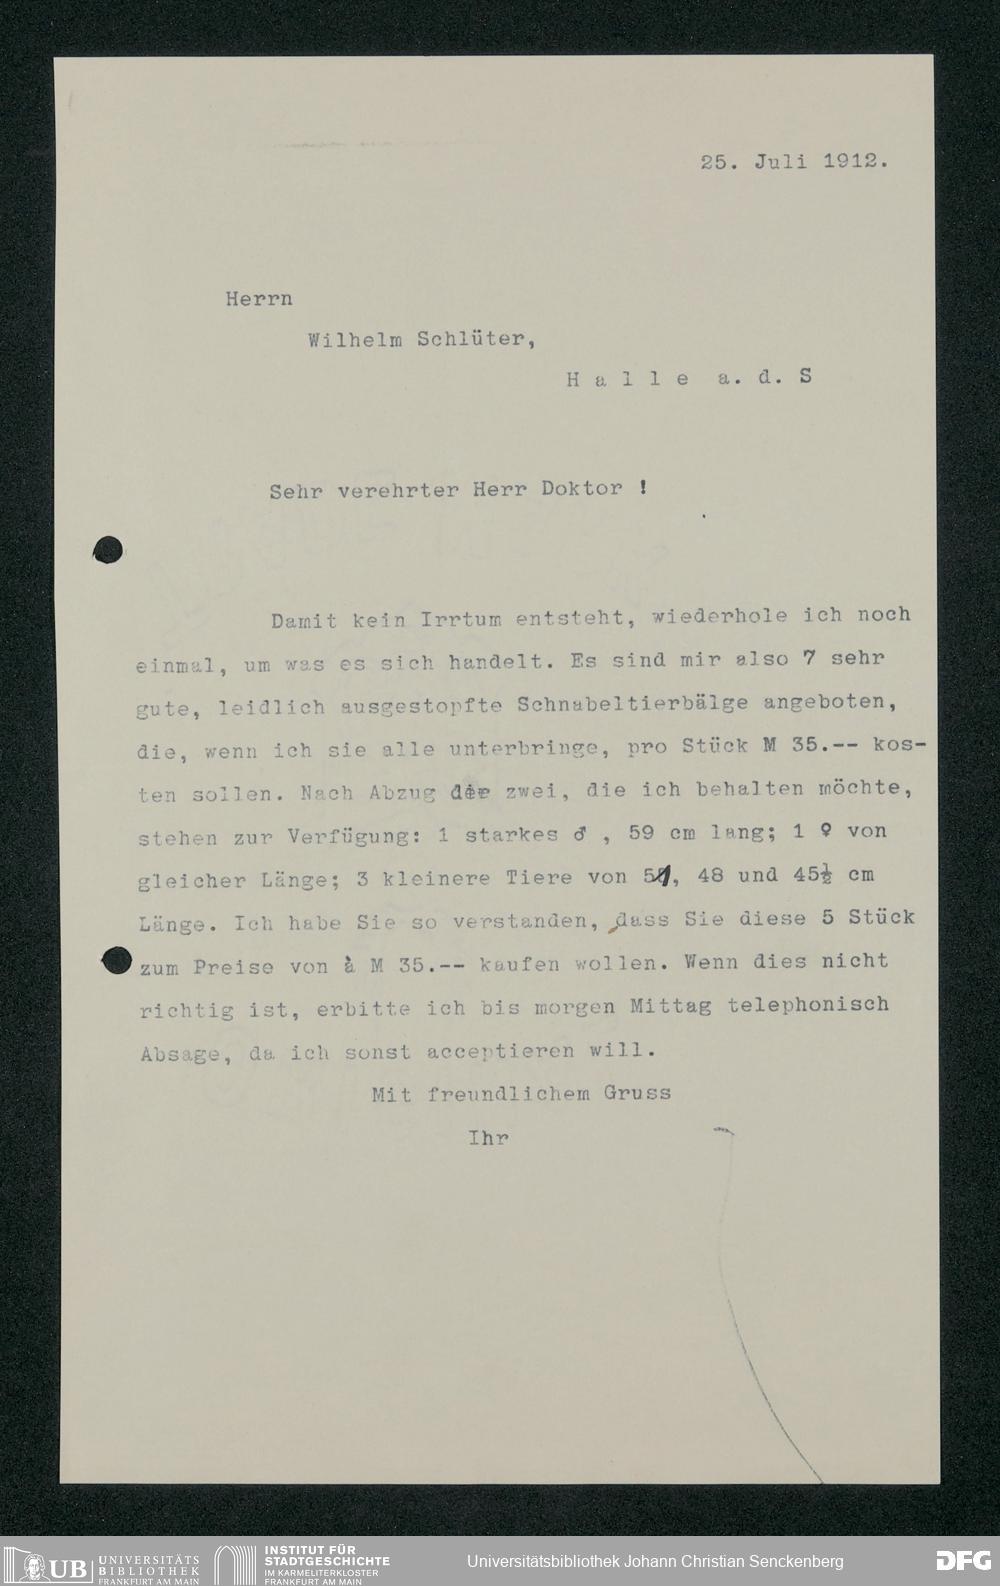 25. Juli 1912.
Herrn
Wilhelm Schlüter,
H a l l e a. d. S
Sehr verehrter Herr Doktor !
Damit kein Irrtum entsteht, wiederhole ich noch
einmal, um was es sich handelt. Es sind mir also 7 sehr
gute, leidlich ausgestopfte Schnabeltierbälge angeboten,
die, wenn ich sie alle unterbringe, pro Stück M 35.-- kos-
ten sollen. Nach Abzug der zwei, die ich behalten möchte,
stehen zur Verfügung: 1 starkes ♂ , 59 cm lang; 1 ♀ von
gleicher Länge; 3 kleinere Tiere von 51, 48 und 45½ cm
Länge. Ich habe Sie so verstanden, dass Sie diese 5 Stück
zum Preise von à M 35.-- kaufen wollen. Wenn dies nicht
richtig ist, erbitte ich bis morgen Mittag telephonisch
Absage, da ich sonst acceptieren will.
Mit freundlichem Gruss
Ihr
UB UNIVERSITÄTS
BIBLIOTHEK
FRANKFURT AM MAIN
INSTITUT FÜR
STADTGESCHICHTE
IM KARMELITERKLOSTER
FRANKFURT AM MAIN
Universitätsbibliothek Johann Christian Senckenberg
DFG